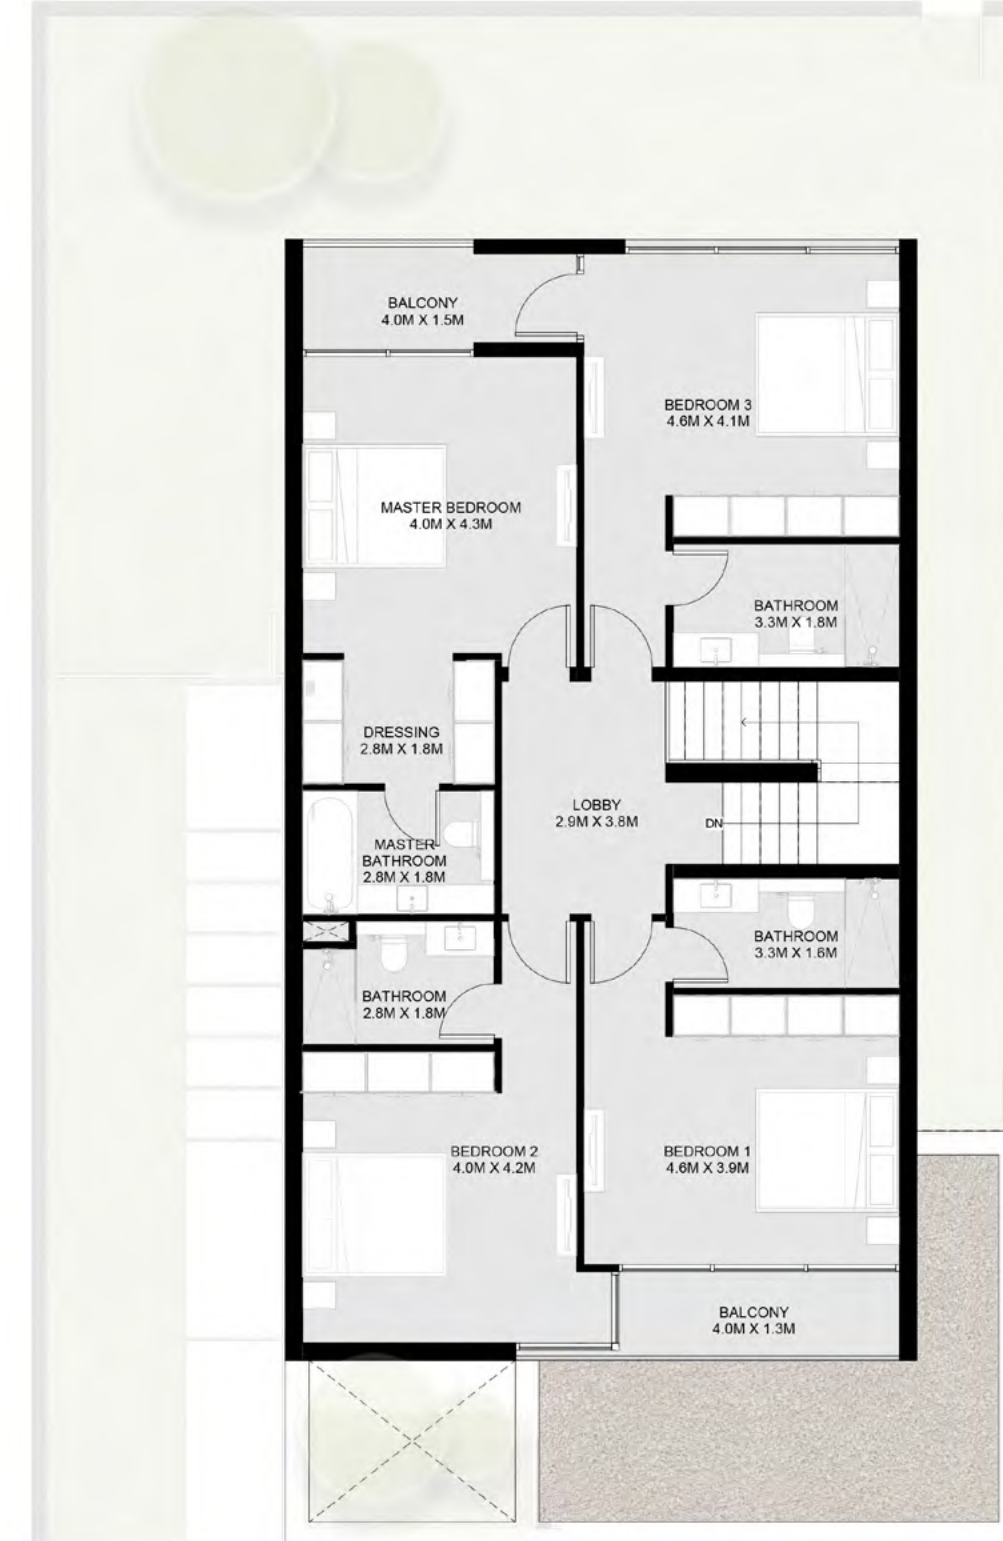 BALCONY
4.0M X 1.5M
BEDROOM 3
4.6M X 4.1M
MASTER BEDROOM
4.0M X 4.3M
BATHROOM
3.3M X 1.8M
DRESSING
2.8M X 1.8M
LOBBY
2.9M X 3.8M
DN
MASTER
BATHROOM
2.8M X 1.8M
BATHROOM
3.3M X 1.6M
BATHROOM
2.8M X 1.8M
BEDROOM 2
4.0M X 4.2M
BEDROOM 1
4.6M X 3.9M
BALCONY
4.0M X 1.3M